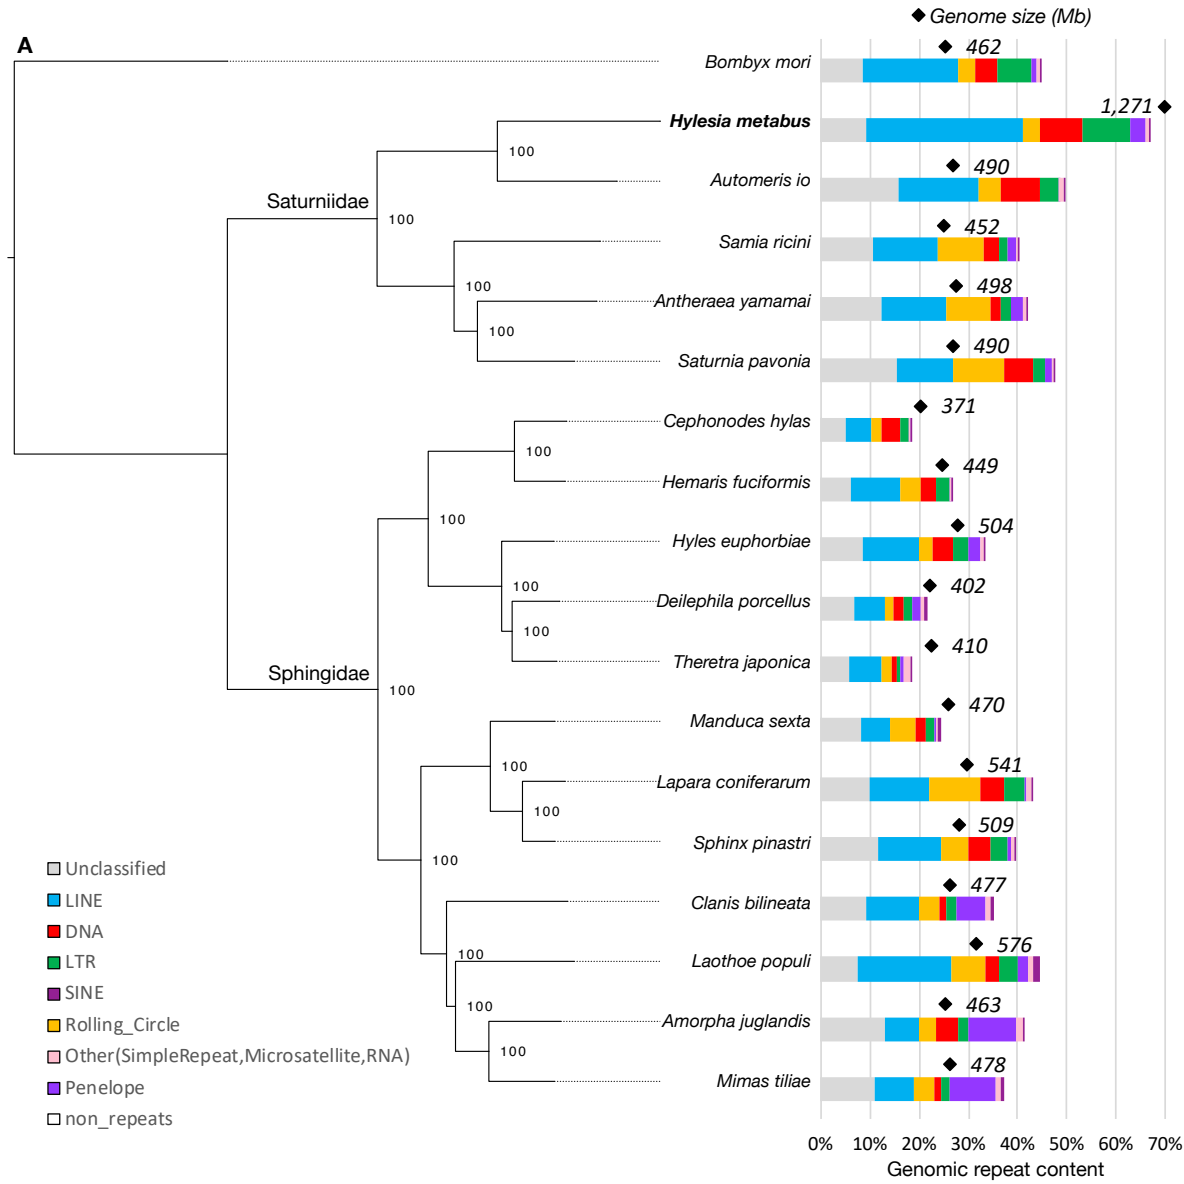 ◆ Genome size (Mb)
A
Bombyx mori 462
Hylesia metabus 1,271
100
Automeris io 490
Saturniidae
100
Samia ricini 452
100
Antheraea yamamai 498
100
Saturnia pavonia 490
Cephonodes hylas 371
100
Hemaris fuciformis 449
100
Hyles euphorbiae 504
100
Deilephila porcellus 402
100
Theretra japonica 410
Sphingidae
100
Manduca sexta 470
100
Lapara coniferarum 541
100
Sphinx pinastri 509
100
Clanis bilineata 477
100
Laothoe populi 576
100
Amorpha juglandis 463
100
Mimas tiliae 478
Unclassified
LINE
DNA
LTR
SINE
Rolling_Circle
Other(SimpleRepeat,Microsatellite,RNA)
Penelope
non_repeats
0% 10% 20% 30% 40% 50% 60% 70%
Genomic repeat content